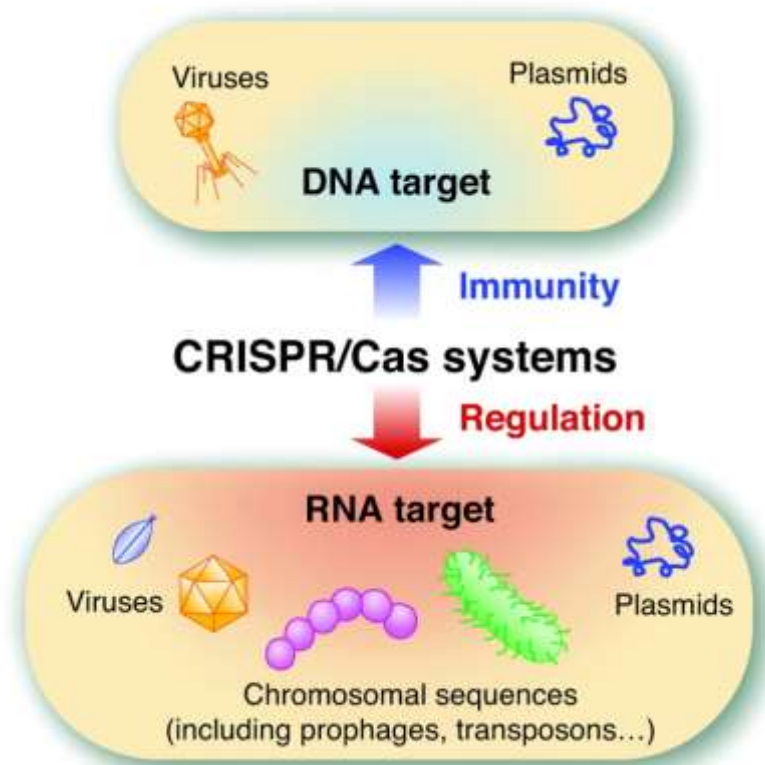 Viruses
Plasmids
DNA target
Immunity
CRISPR/Cas systems
Regulation
RNA target
Viruses
Plasmids
Chromosomal sequences
(including prophages, transposons…)